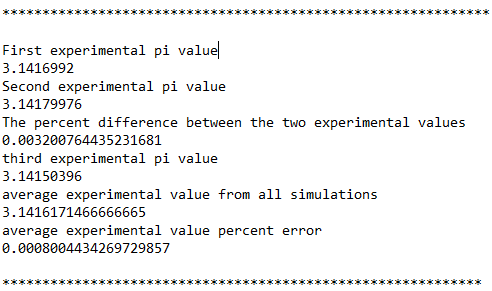 *************************************************************
First experimental pi value
3.1416992
Second experimental pi value
3.14179976
The percent difference between the two experimental values
0.003200764435231681
third experimental pi value
3.14150396
average experimental value from all simulations
3.1416171466666665
average experimental value percent error
0.0008004434269729857
************************************************************